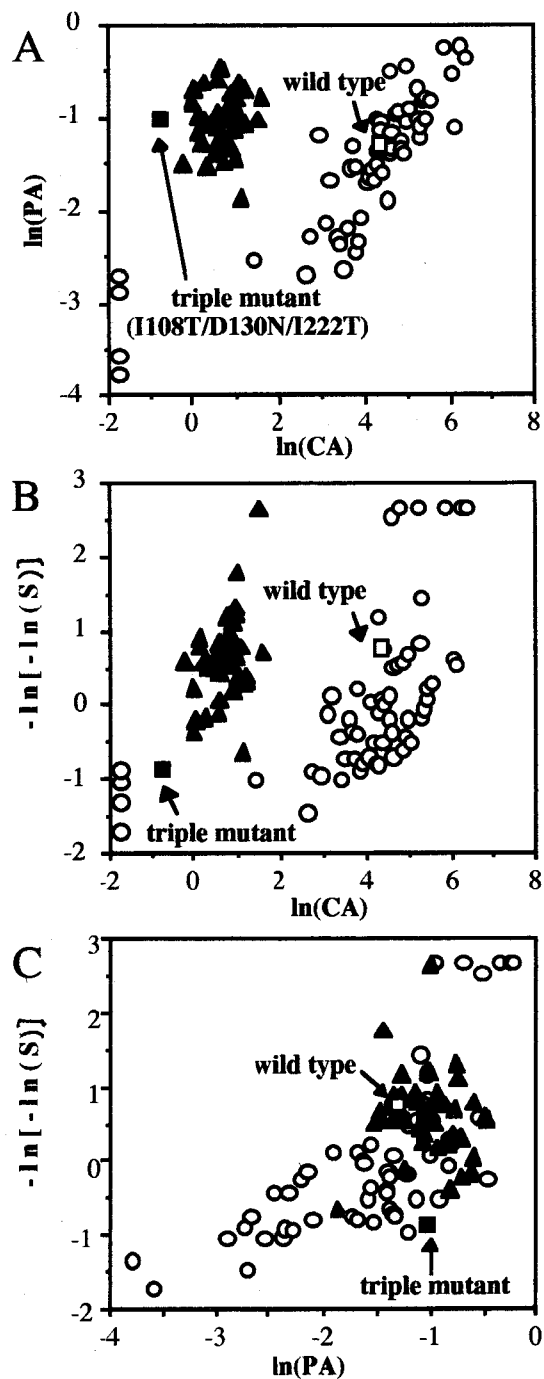 A
0
-1
-2
-3
-4
ln(PA)
wild type
triple mutant
(I108T/D130N/I222T)
-2
0
2
4
6
8
ln(CA)
B
3
2
1
0
-1
-2
-ln[-ln(S)]
wild type
triple mutant
-2
0
2
4
6
8
ln(CA)
C
3
2
1
0
-1
-2
-ln[-ln(S)]
wild type
triple mutant
-4
-3
-2
-1
0
ln(PA)